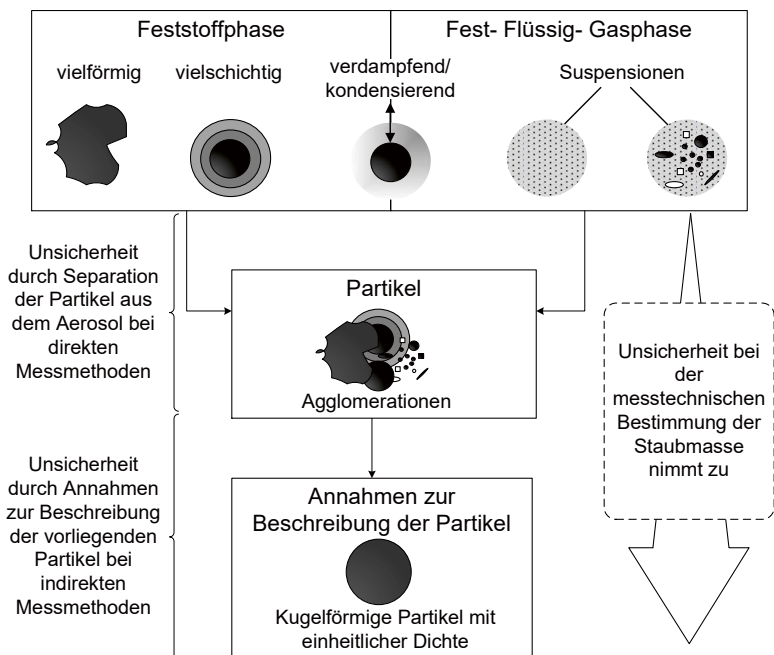 Feststoffphase
Fest- Flüssig- Gasphase
vielförmig
vielschichtig
verdampfend/
kondensierend
Suspensionen
Unsicherheit
durch Separation
der Partikel aus
dem Aerosol bei
direkten
Messmethoden
Partikel
Agglomerationen
Unsicherheit bei
der
messtechnischen
Bestimmung der
Staubmasse
nimmt zu
Unsicherheit
durch Annahmen
zur Beschreibung
der vorliegenden
Partikel bei
indirekten
Messmethoden
Annahmen zur
Beschreibung der Partikel
Kugelförmige Partikel mit
einheitlicher Dichte